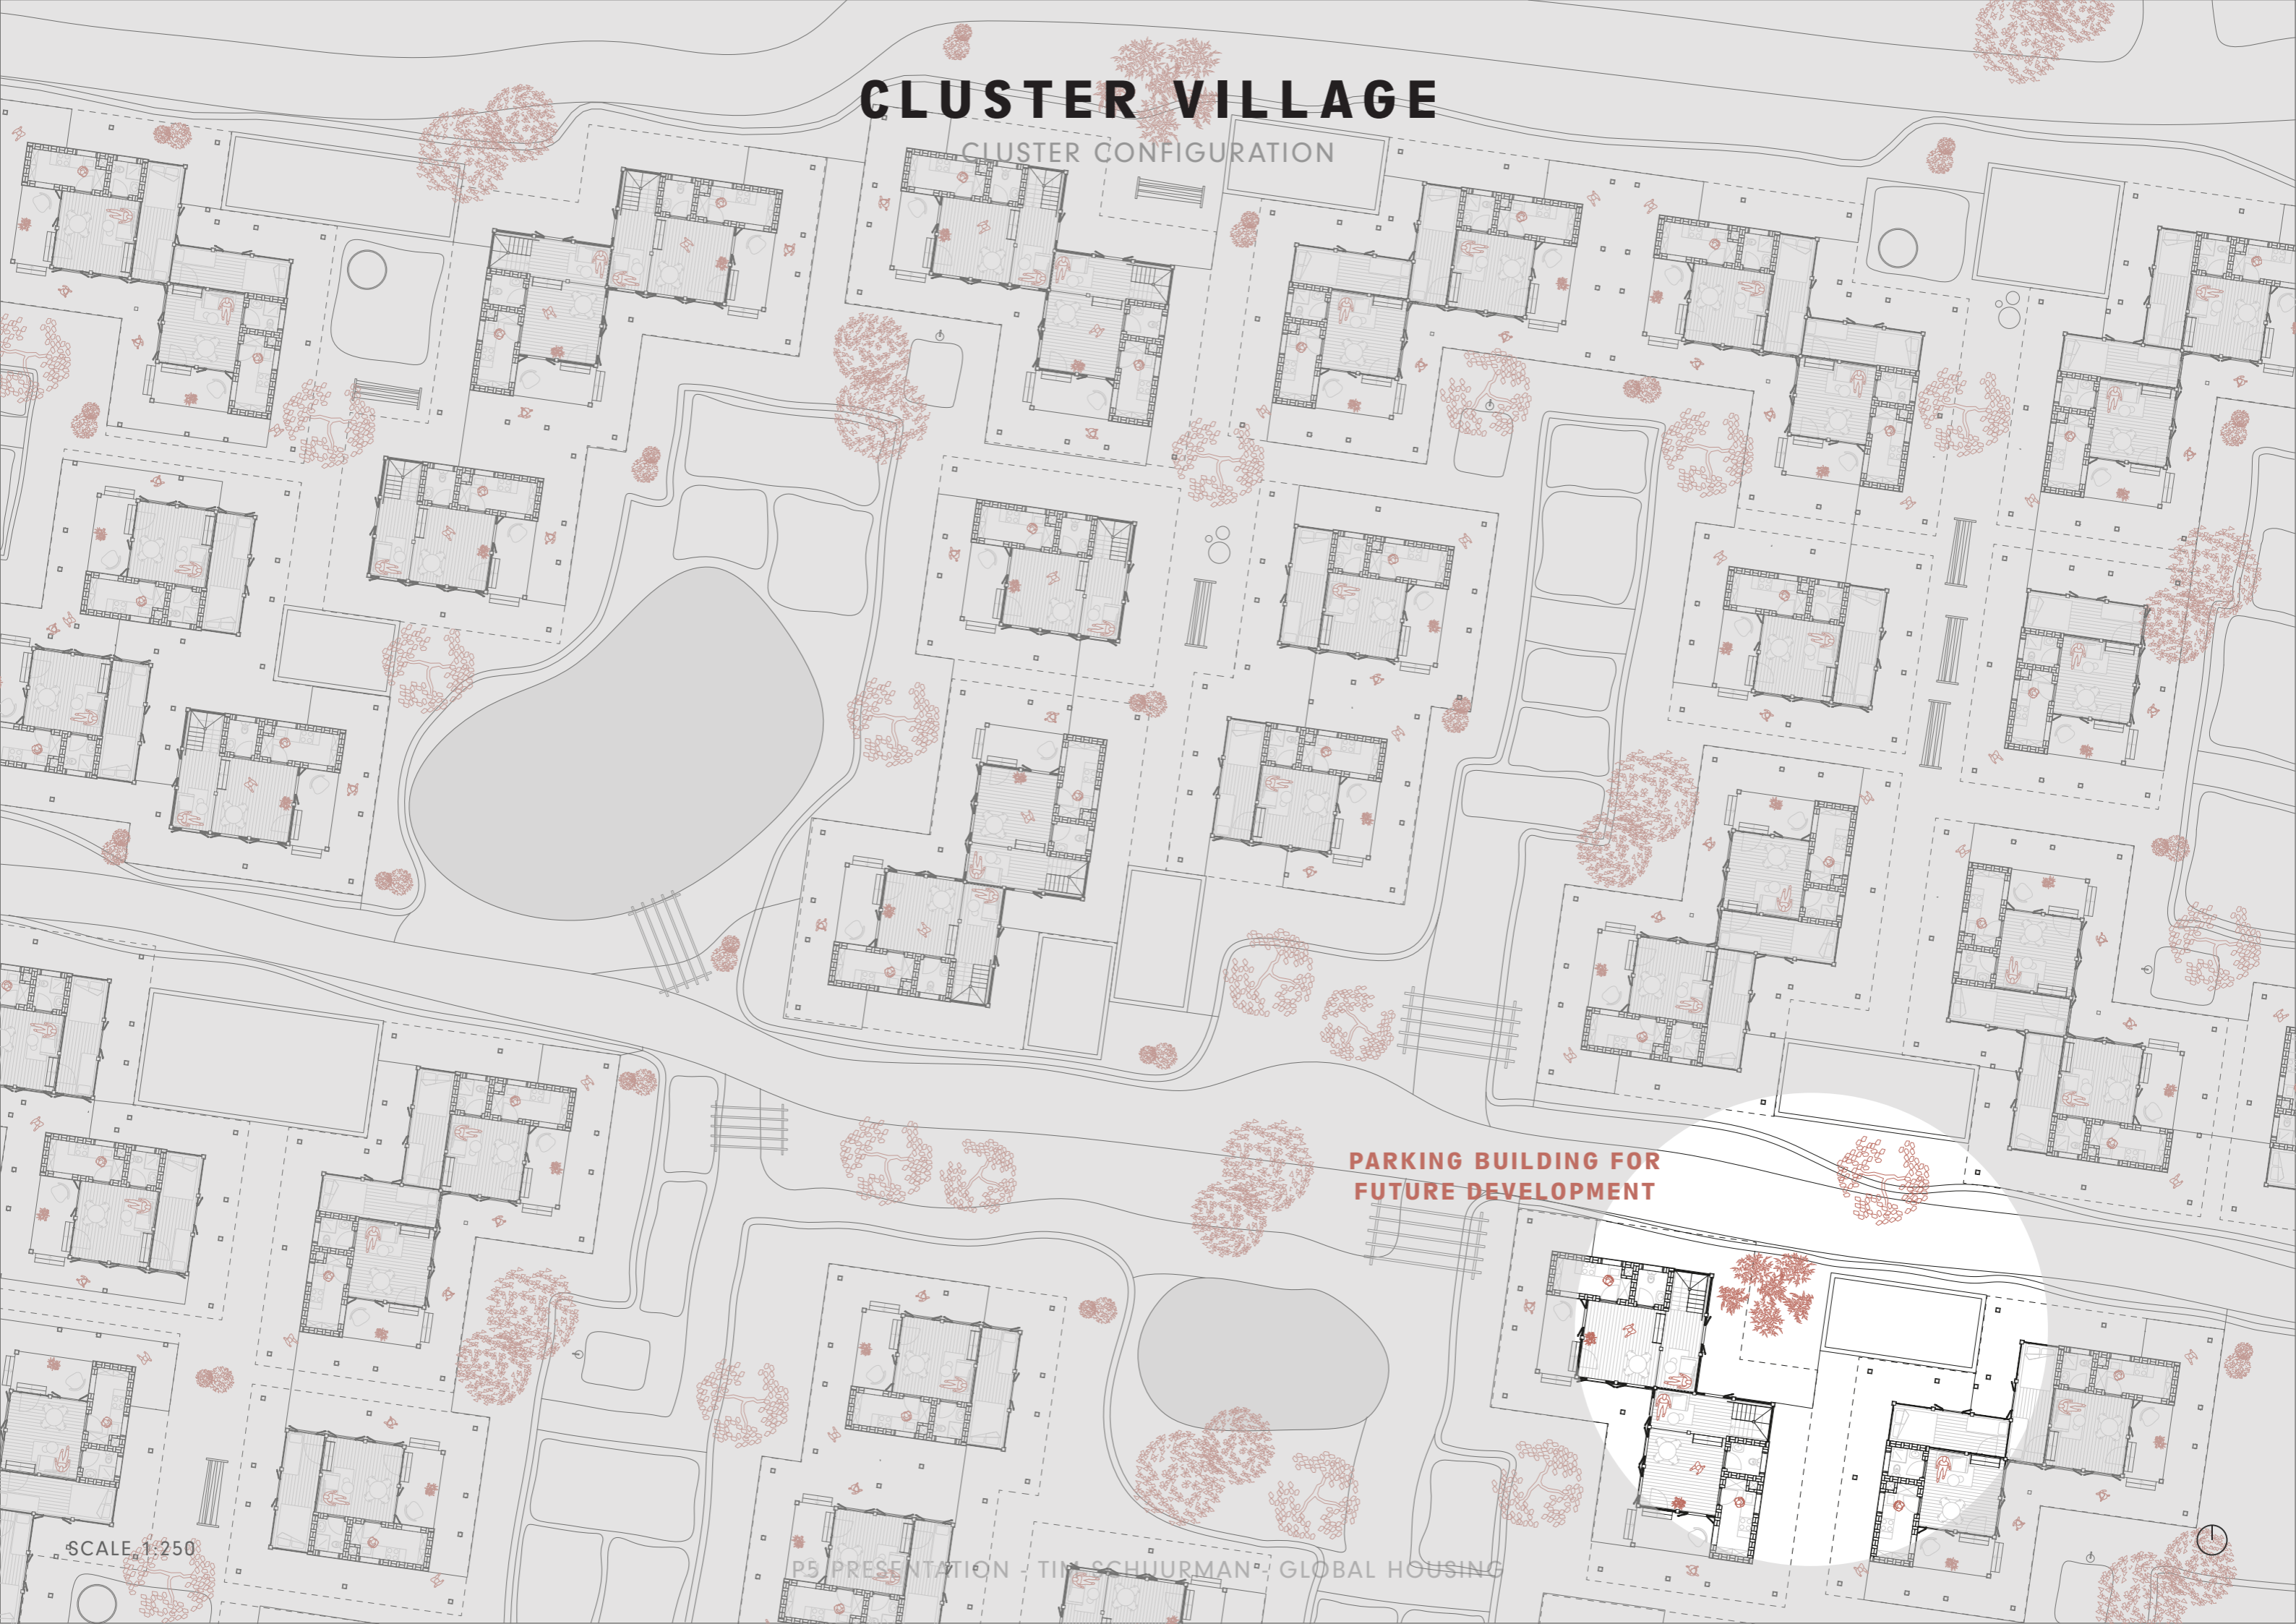 CLUSTER VILLAGE
CLUSTER CONFIGURATION
PARKING BUILDING FOR
FUTURE DEVELOPMENT
SCALE 1:250
P5 PRESENTATION - TIM SCHUURMAN - GLOBAL HOUSING